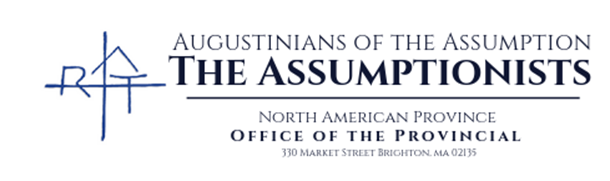 RAT
AUGUSTINIANS OF THE ASSUMPTION
THE ASSUMPTIONISTS
NORTH AMERICAN PROVINCE
OFFICE OF THE PROVINCIAL
330 MARKET STREET BRIGHTON, MA 02135